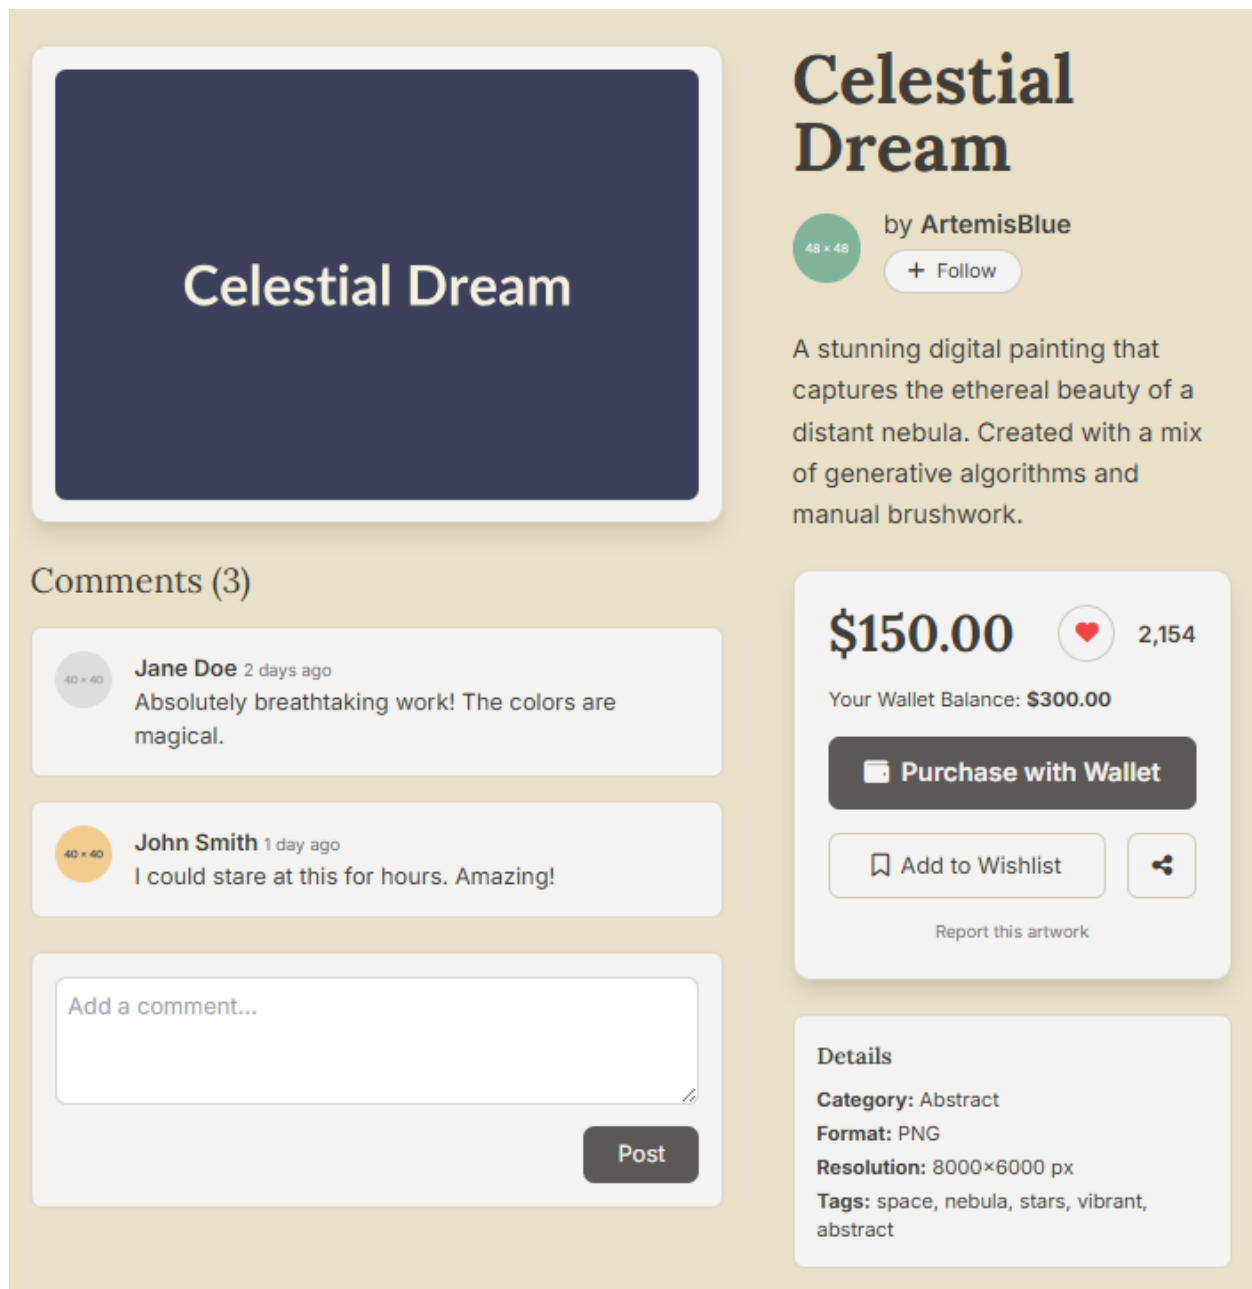 Celestial Dream
Comments (3)
40 × 40
Jane Doe 2 days ago
Absolutely breathtaking work! The colors are
magical.
40 × 40
John Smith 1 day ago
I could stare at this for hours. Amazing!
Add a comment...
Post
Celestial
Dream
48 × 48
by ArtemisBlue
+ Follow
A stunning digital painting that
captures the ethereal beauty of a
distant nebula. Created with a mix
of generative algorithms and
manual brushwork.
$150.00
2,154
Your Wallet Balance: $300.00
Purchase with Wallet
Add to Wishlist
Report this artwork
Details
Category: Abstract
Format: PNG
Resolution: 8000×6000 px
Tags: space, nebula, stars, vibrant,
abstract